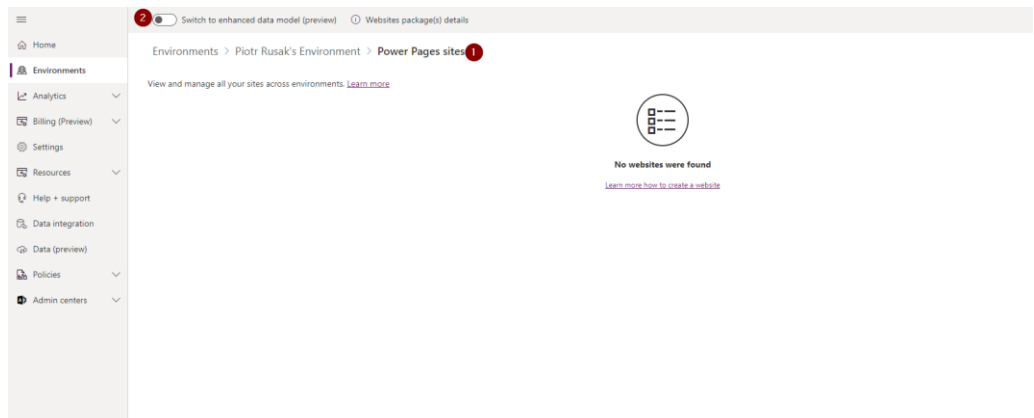 2 Switch to enhanced data model (preview) Websites package(s) details
Home
Environments
Analytics
Billing (Preview)
Settings
Resources
Help + support
Data integration
Data (preview)
Policies
Admin centers
Environments > Piotr Rusak's Environment > Power Pages sites 1
View and manage all your sites across environments. Learn more
No websites were found
Learn more how to create a website